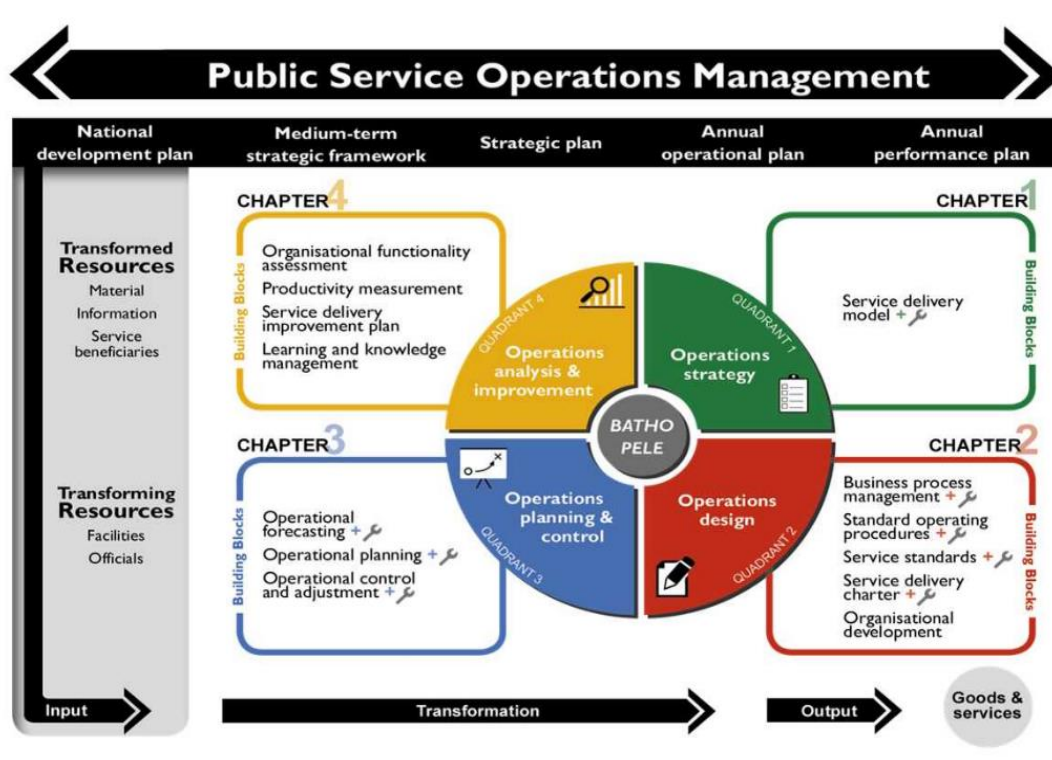 Public Service Operations Management
National
development plan
Medium-term
strategic framework
Strategic plan
Annual
operational plan
Annual
performance plan
Transformed
Resources
Material
Information
Service
beneficiaries
Transforming
Resources
Facilities
Officials
CHAPTER 4
Building Blocks
Organisational functionality
assessment
Productivity measurement
Service delivery
improvement plan
Learning and knowledge
management
QUADRANT 4
Operations
analysis &
improvement
QUADRANT 1
Operations
strategy
CHAPTER 1
Service delivery
model +
Building Blocks
BATHO
PELE
CHAPTER 3
Building Blocks
Operational
forecasting +
Operational planning +
Operational control
and adjustment +
Operations
planning &
control
QUADRANT 3
Operations
design
QUADRANT 2
CHAPTER 2
Business process
management +
Standard operating
procedures +
Service standards +
Service delivery
charter +
Organisational
development
Building Blocks
Input
Transformation
Output
Goods &
services